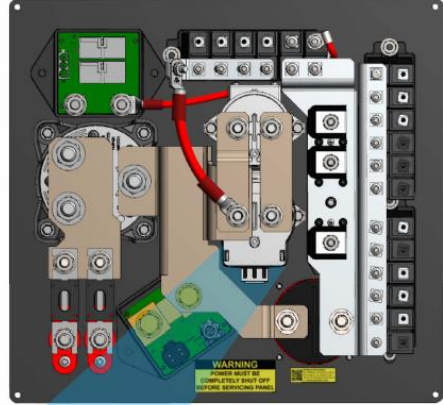 WARNING
POWER MUST BE
COMPLETELY SHUT OFF
BEFORE SERVICING PANEL